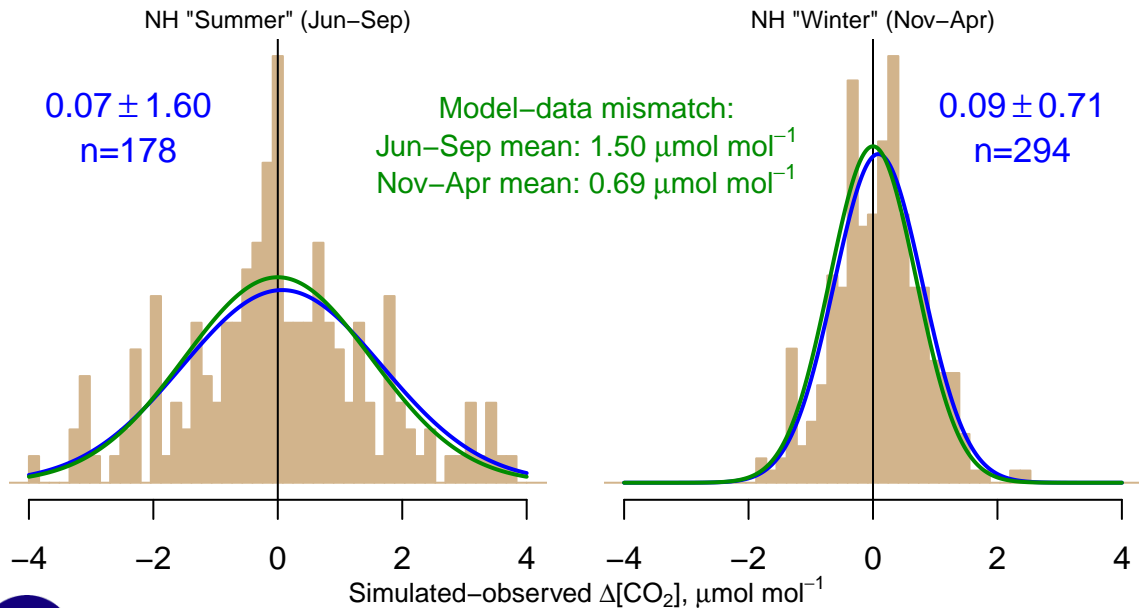 NH "Summer" (Jun−Sep)
0.07 ± 1.60
n=178
Model−data mismatch:
Jun−Sep mean: 1.50 μmol mol⁻¹
Nov−Apr mean: 0.69 μmol mol⁻¹
NH "Winter" (Nov−Apr)
0.09 ± 0.71
n=294
−4 −2 0 2 4
−4 −2 0 2 4
Simulated−observed Δ[CO₂], μmol mol⁻¹